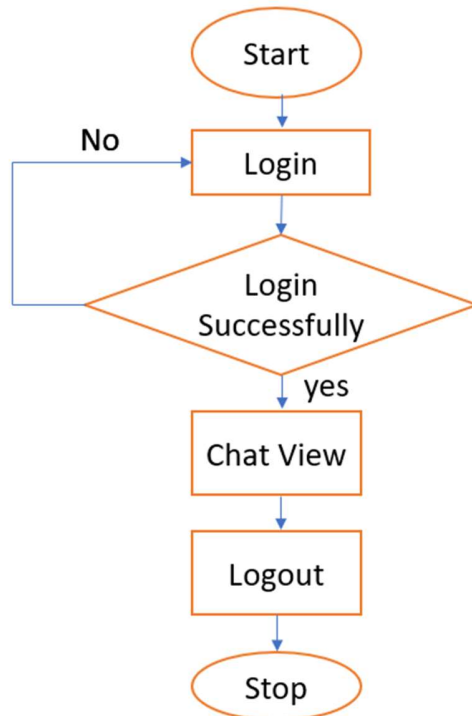 Start
No
Login
Login
Successfully
yes
Chat View
Logout
Stop